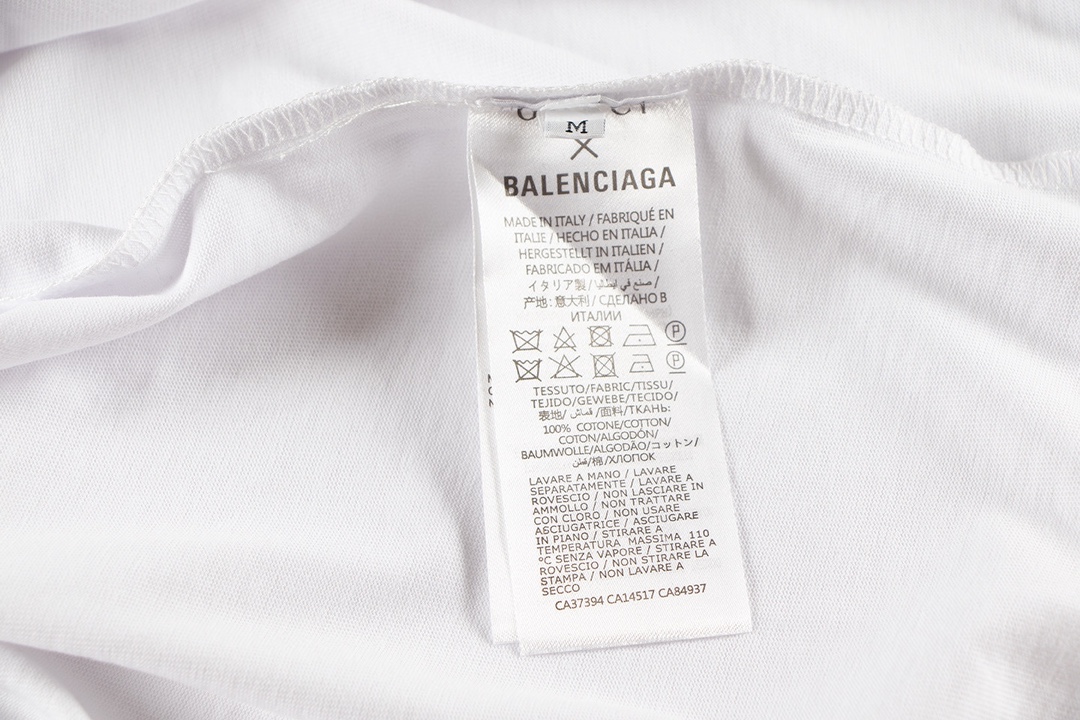 M
X
BALENCIAGA
MADE IN ITALY / FABRIQUÉ EN
ITALIE / HECHO EN ITALIA /
HERGESTELLT IN ITALIEN /
FABRICADO EM ITÁLIA /
イタリア製 / صنع في ايطاليا /
产地: 意大利 / СДЕЛАНО В
ИТАЛИИ
P
P
TESSUTO/FABRIC/TISSU/
TEJIDO/GEWEBE/TECIDO/
表地/ قماش /面料/ТКАНЬ:
100% COTONE/COTTON/
COTON/ALGODÓN/
BAUMWOLLE/ALGODÃO/コットン/
قطن/棉/ХЛОПОК
LAVARE A MANO / LAVARE
SEPARATAMENTE / LAVARE A
ROVESCIO / NON LASCIARE IN
AMMOLLO / NON TRATTARE
CON CLORO / NON USARE
ASCIUGATRICE / ASCIUGARE
IN PIANO / STIRARE A
TEMPERATURA MASSIMA 110
°C SENZA VAPORE / STIRARE A
ROVESCIO / NON STIRARE LA
STAMPA / NON LAVARE A
SECCO
CA37394 CA14517 CA84937